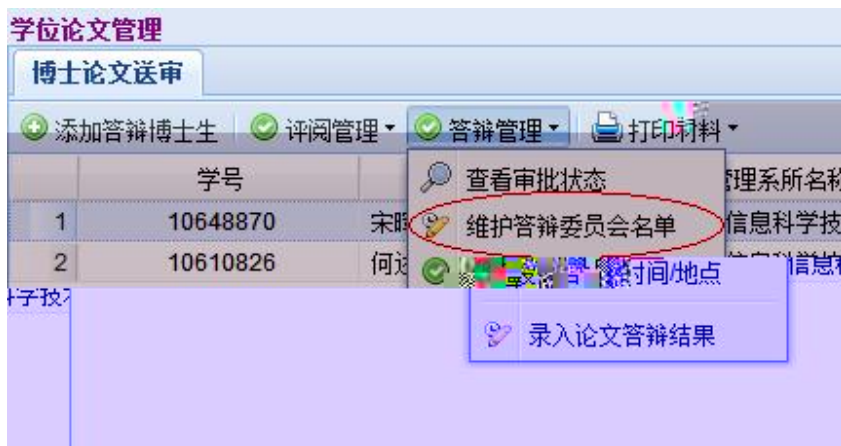 学位论文管理
博士论文送审
添加答辩博士生 评阅管理 答辩管理 打印材料
学号 查看审批状态 管理系所名称
1 10648870 宋 维护答辩委员会名单 信息科学技
2 10610826 何 时间/地点 信息科
录入论文答辩结果